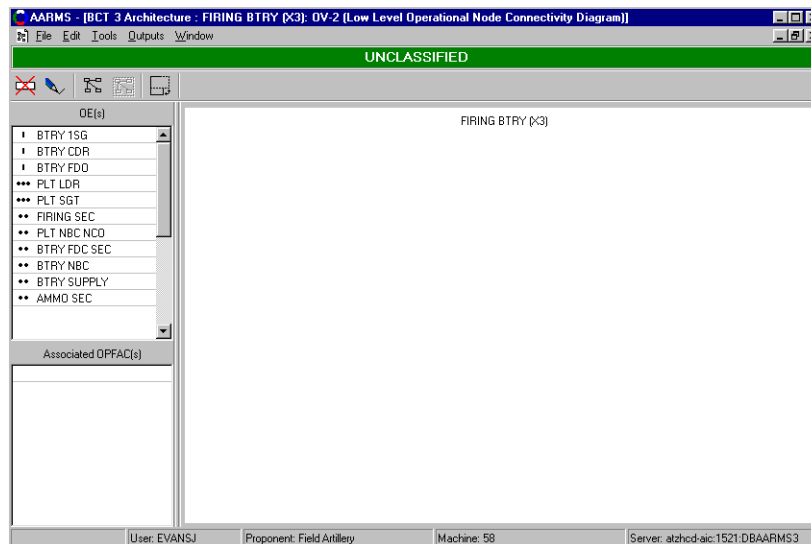 AARMS - [BCT 3 Architecture : FIRING BTRY (X3): OV-2 (Low Level Operational Node Connectivity Diagram)]
File Edit Tools Outputs Window
UNCLASSIFIED
OE(s)
BTRY 1SG
BTRY CDR
BTRY FDO
PLT LDR
PLT SGT
FIRING SEC
PLT NBC NCO
BTRY FDC SEC
BTRY NBC
BTRY SUPPLY
AMMO SEC
Associated OPFAC(s)
FIRING BTRY (X3)
User: EVANSJ Proponent: Field Artillery Machine: 58 Server: atzhcd-aic:1521:DBAARMS3